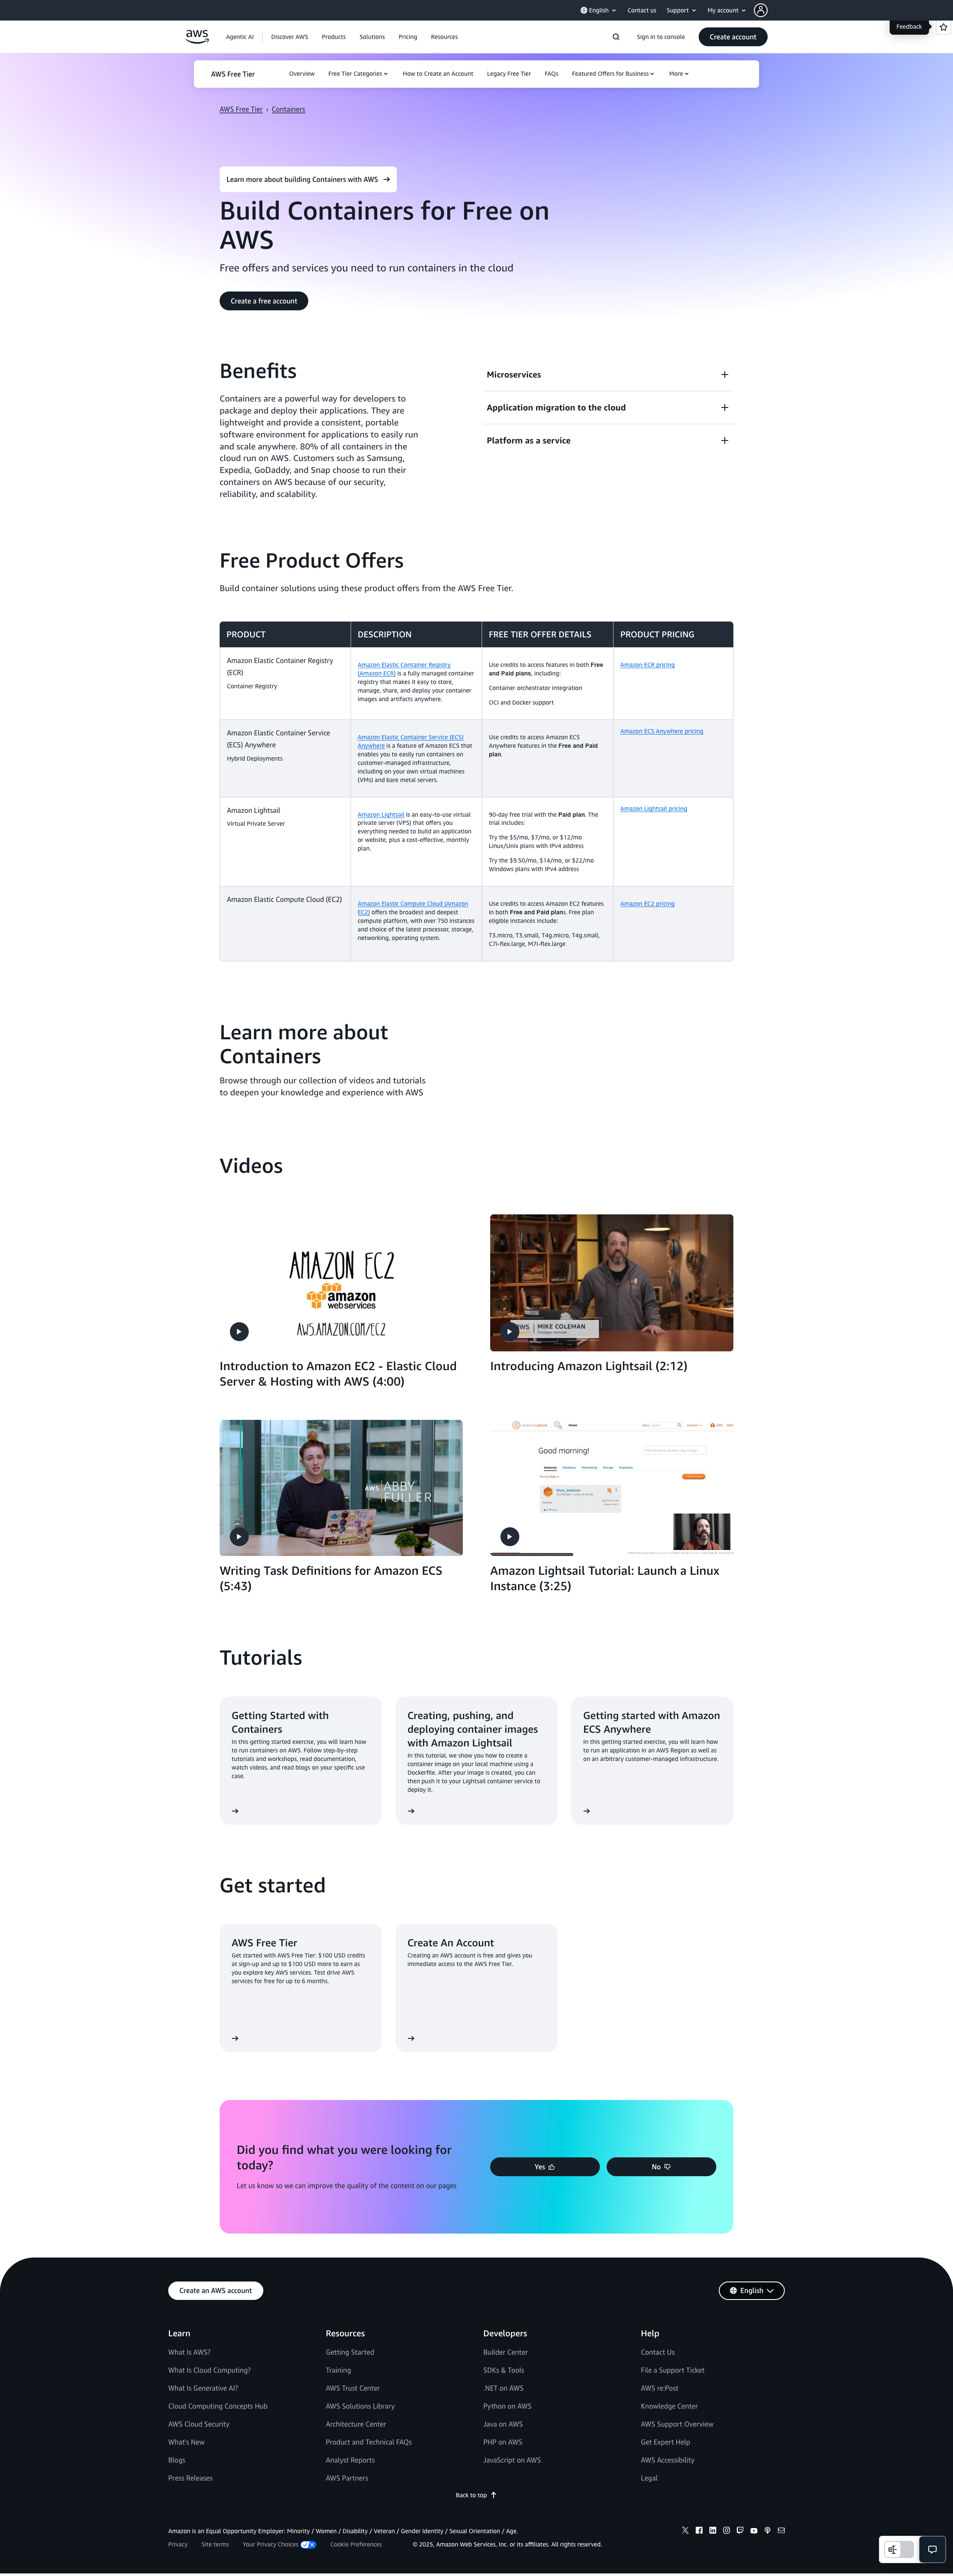 English
Contact us
Support
My account
Feedback
aws
Agentic AI
Discover AWS
Products
Solutions
Pricing
Resources
Sign in to console
Create account
AWS Free Tier
Overview
Free Tier Categories
How to Create an Account
Legacy Free Tier
FAQs
Featured Offers for Business
More
AWS Free Tier › Containers
Learn more about building Containers with AWS
Build Containers for Free on
AWS
Free offers and services you need to run containers in the cloud
Create a free account
Benefits
Containers are a powerful way for developers to
package and deploy their applications. They are
lightweight and provide a consistent, portable
software environment for applications to easily run
and scale anywhere. 80% of all containers in the
cloud run on AWS. Customers such as Samsung,
Expedia, GoDaddy, and Snap choose to run their
containers on AWS because of our security,
reliability, and scalability.
Microservices
Application migration to the cloud
Platform as a service
Free Product Offers
Build container solutions using these product offers from the AWS Free Tier.
PRODUCT
DESCRIPTION
FREE TIER OFFER DETAILS
PRODUCT PRICING
Amazon Elastic Container Registry
(ECR)
Container Registry
Amazon Elastic Container Registry
(Amazon ECR) is a fully managed container
registry that makes it easy to store,
manage, share, and deploy your container
images and artifacts anywhere.
Use credits to access features in both Free
and Paid plans, including:
Container orchestrator integration
OCI and Docker support
Amazon ECR pricing
Amazon Elastic Container Service
(ECS) Anywhere
Hybrid Deployments
Amazon Elastic Container Service (ECS)
Anywhere is a feature of Amazon ECS that
enables you to easily run containers on
customer-managed infrastructure,
including on your own virtual machines
(VMs) and bare metal servers.
Use credits to access Amazon ECS
Anywhere features in the Free and Paid
plan.
Amazon ECS Anywhere pricing
Amazon Lightsail
Virtual Private Server
Amazon Lightsail is an easy-to-use virtual
private server (VPS) that offers you
everything needed to build an application
or website, plus a cost-effective, monthly
plan.
90-day free trial with the Paid plan. The
trial includes:
Try the $5/mo, $7/mo, or $12/mo
Linux/Unix plans with IPv4 address
Try the $9.50/mo, $14/mo, or $22/mo
Windows plans with IPv4 address
Amazon Lightsail pricing
Amazon Elastic Compute Cloud (EC2)
Amazon Elastic Compute Cloud (Amazon
EC2) offers the broadest and deepest
compute platform, with over 750 instances
and choice of the latest processor, storage,
networking, operating system.
Use credits to access Amazon EC2 features
in both Free and Paid plans. Free plan
eligible instances include:
T3.micro, T3.small, T4g.micro, T4g.small,
C7i-flex.large, M7i-flex.large
Amazon EC2 pricing
Learn more about
Containers
Browse through our collection of videos and tutorials
to deepen your knowledge and experience with AWS
Videos
AMAZON EC2
amazon
web services
AWS.AMAZON.COM/EC2
MIKE COLEMAN
Introduction to Amazon EC2 - Elastic Cloud
Server & Hosting with AWS (4:00)
Introducing Amazon Lightsail (2:12)
AWS
ABBY
FULLER
Good morning!
Writing Task Definitions for Amazon ECS
(5:43)
Amazon Lightsail Tutorial: Launch a Linux
Instance (3:25)
Tutorials
Getting Started with
Containers
In this getting started exercise, you will learn how
to run containers on AWS. Follow step-by-step
tutorials and workshops, read documentation,
watch videos, and read blogs on your specific use
case.
Creating, pushing, and
deploying container images
with Amazon Lightsail
In this tutorial, we show you how to create a
container image on your local machine using a
Dockerfile. After your image is created, you can
then push it to your Lightsail container service to
deploy it.
Getting started with Amazon
ECS Anywhere
In this getting started exercise, you will learn how
to run an application in an AWS Region as well as
on an arbitrary customer-managed infrastructure.
Get started
AWS Free Tier
Get started with AWS Free Tier: $100 USD credits
at sign-up and up to $100 USD more to earn as
you explore key AWS services. Test drive AWS
services for free for up to 6 months.
Create An Account
Creating an AWS account is free and gives you
immediate access to the AWS Free Tier.
Did you find what you were looking for
today?
Let us know so we can improve the quality of the content on our pages
Yes
No
Create an AWS account
English
Learn
What Is AWS?
What Is Cloud Computing?
What Is Generative AI?
Cloud Computing Concepts Hub
AWS Cloud Security
What's New
Blogs
Press Releases
Resources
Getting Started
Training
AWS Trust Center
AWS Solutions Library
Architecture Center
Product and Technical FAQs
Analyst Reports
AWS Partners
Developers
Builder Center
SDKs & Tools
.NET on AWS
Python on AWS
Java on AWS
PHP on AWS
JavaScript on AWS
Help
Contact Us
File a Support Ticket
AWS re:Post
Knowledge Center
AWS Support Overview
Get Expert Help
AWS Accessibility
Legal
Back to top
Amazon is an Equal Opportunity Employer: Minority / Women / Disability / Veteran / Gender Identity / Sexual Orientation / Age.
Privacy
Site terms
Your Privacy Choices
Cookie Preferences
© 2025, Amazon Web Services, Inc. or its affiliates. All rights reserved.